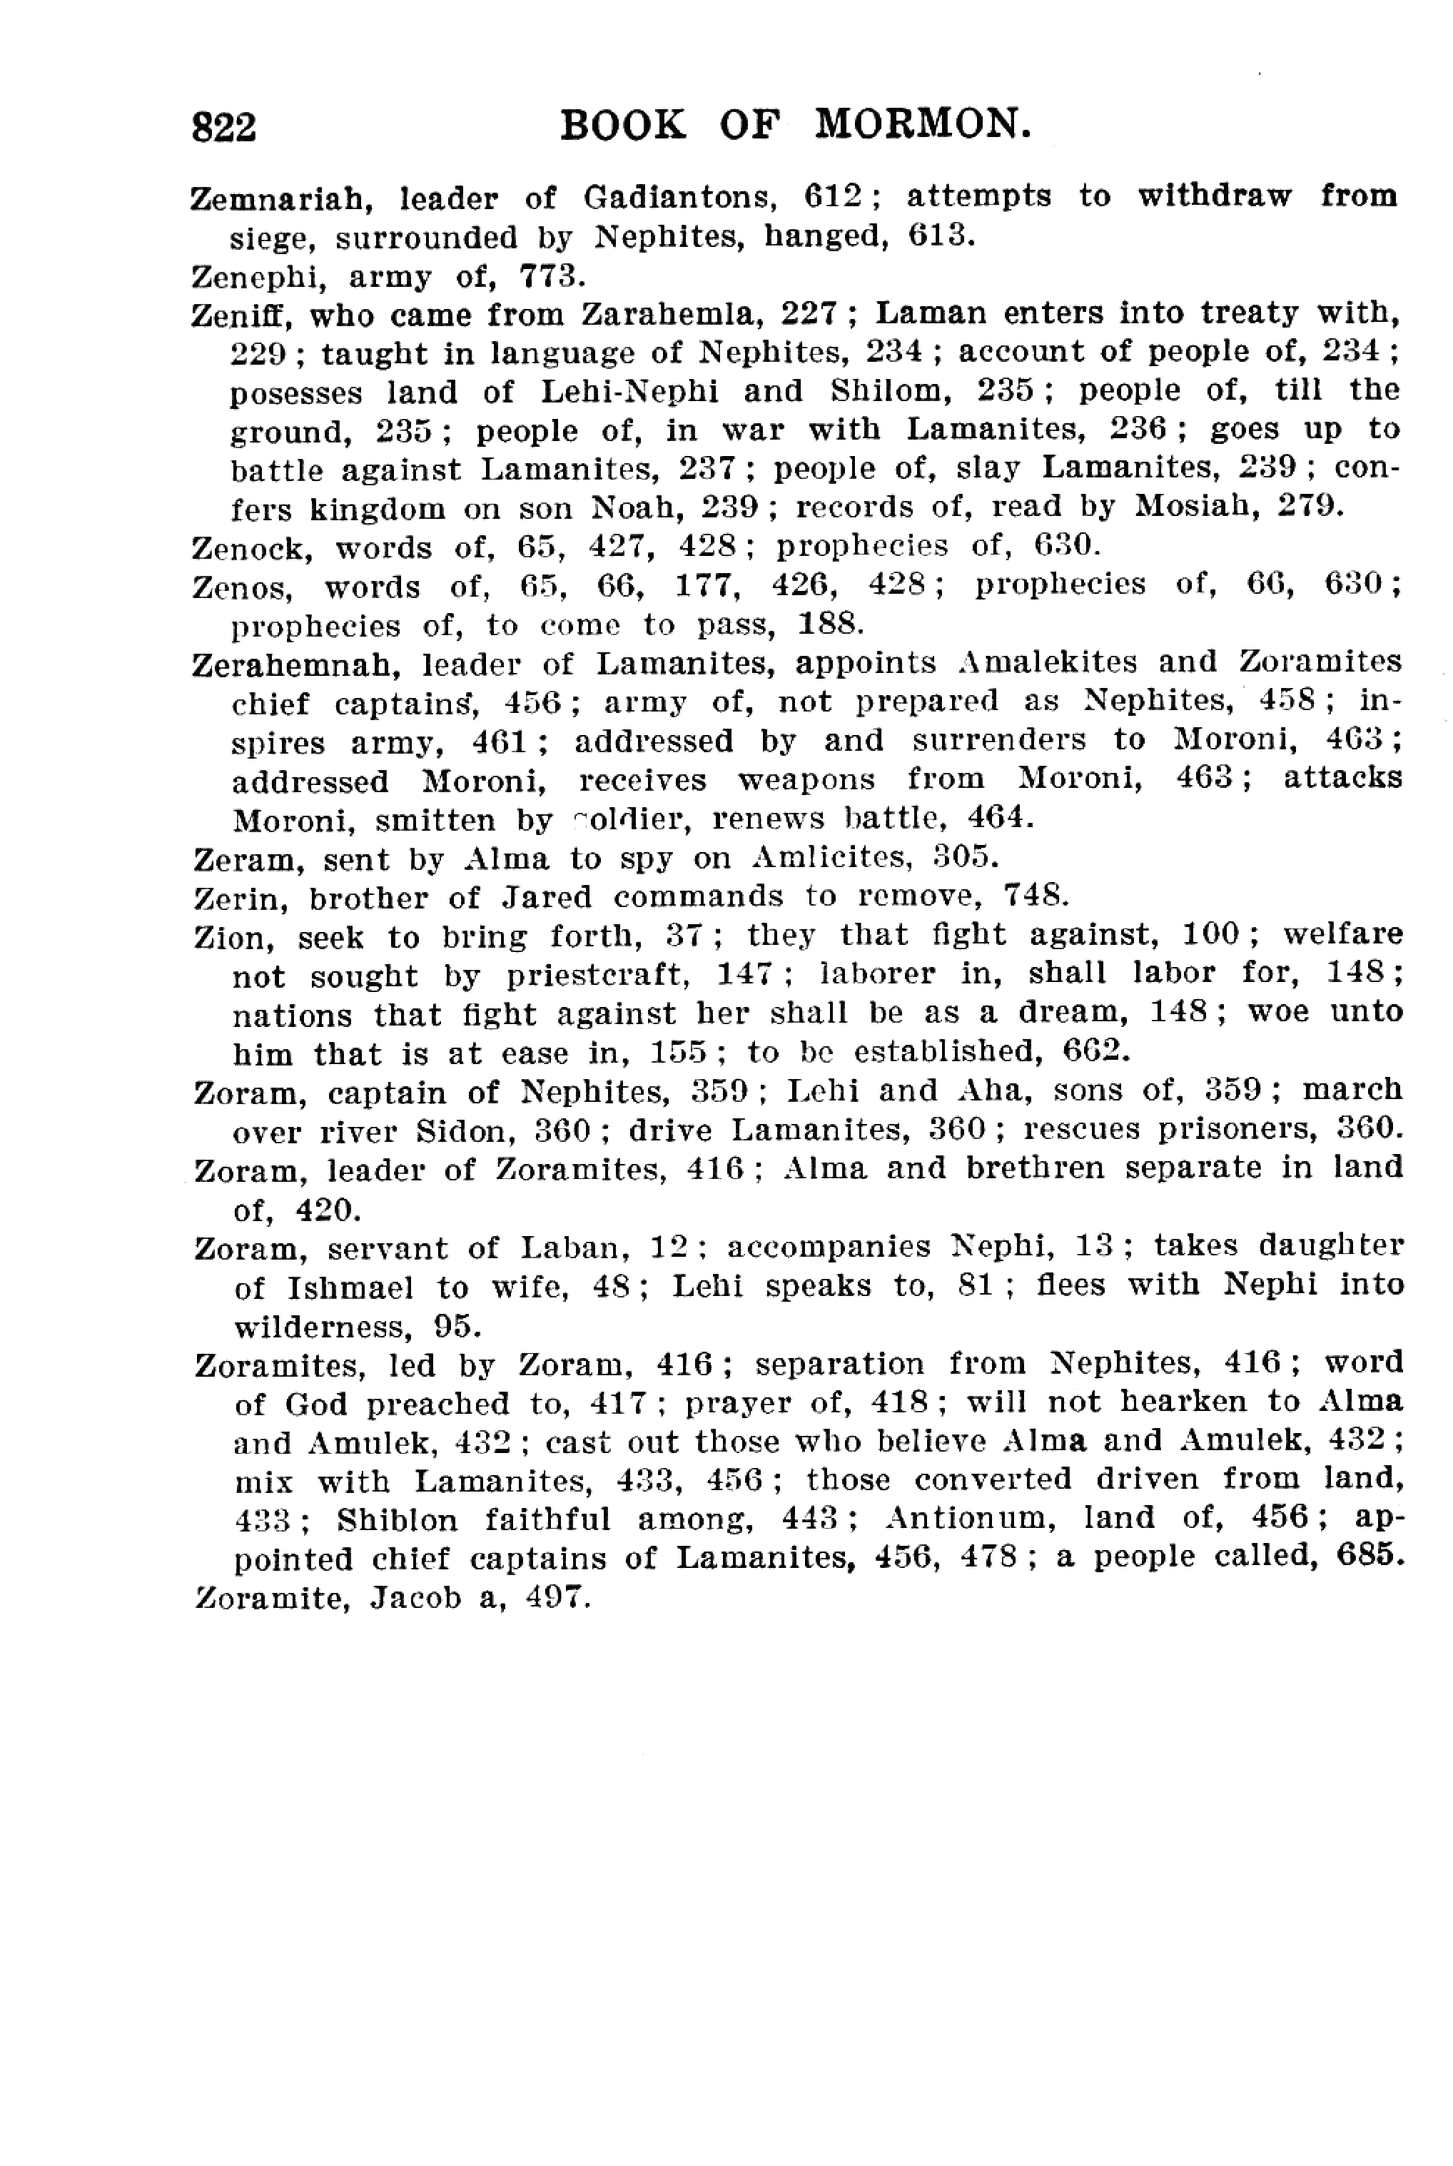 822 BOOK OF MORMON.
Zemnariah, leader of Gadiantons, 612; attempts to withdraw from
siege, surrounded by Nephites, hanged, 613.
Zenephi, army of, 773.
Zeniff, who came from Zarahemla, 227; Laman enters into treaty with,
229; taught in language of Nephites, 234; account of people of, 234;
posesses land of Lehi-Nephi and Shilom, 235; people of, till the
ground, 235; people of, in war with Lamanites, 236; goes up to
battle against Lamanites, 237; people of, slay Lamanites, 239; con-
fers kingdom on son Noah, 239; records of, read by Mosiah, 279.
Zenock, words of, 65, 427, 428; prophecies of, 630.
Zenos, words of, 65, 66, 177, 426, 428; prophecies of, 66, 630;
prophecies of, to come to pass, 188.
Zerahemnah, leader of Lamanites, appoints Amalekites and Zoramites
chief captains, 456; army of, not prepared as Nephites, 458; in-
spires army, 461; addressed by and surrenders to Moroni, 463;
addressed Moroni, receives weapons from Moroni, 463; attacks
Moroni, smitten by soldier, renews battle, 464.
Zeram, sent by Alma to spy on Amlicites, 305.
Zerin, brother of Jared commands to remove, 748.
Zion, seek to bring forth, 37; they that fight against, 100; welfare
not sought by priestcraft, 147; laborer in, shall labor for, 148;
nations that fight against her shall be as a dream, 148; woe unto
him that is at ease in, 155; to be established, 662.
Zoram, captain of Nephites, 359; Lehi and Aha, sons of, 359; march
over river Sidon, 360; drive Lamanites, 360; rescues prisoners, 360.
Zoram, leader of Zoramites, 416; Alma and brethren separate in land
of, 420.
Zoram, servant of Laban, 12; accompanies Nephi, 13; takes daughter
of Ishmael to wife, 48; Lehi speaks to, 81; flees with Nephi into
wilderness, 95.
Zoramites, led by Zoram, 416; separation from Nephites, 416; word
of God preached to, 417; prayer of, 418; will not hearken to Alma
and Amulek, 432; cast out those who believe Alma and Amulek, 432;
mix with Lamanites, 433, 456; those converted driven from land,
433; Shiblon faithful among, 443; Antionum, land of, 456; ap-
pointed chief captains of Lamanites, 456, 478; a people called, 685.
Zoramite, Jacob a, 497.